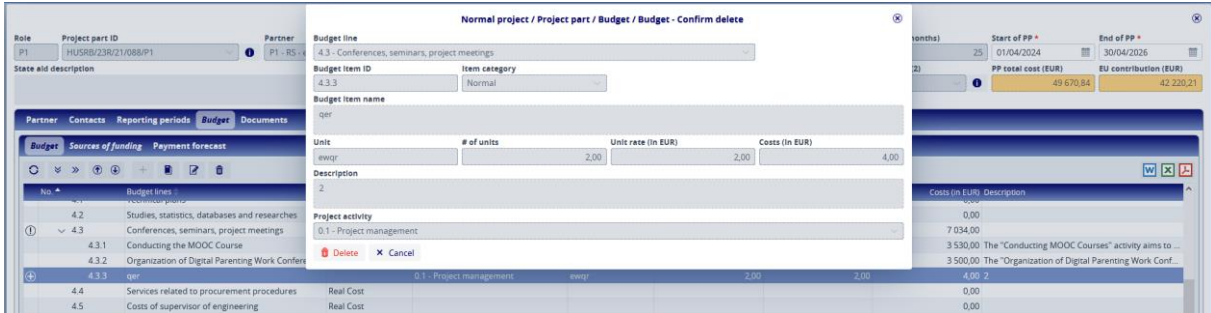 Normal project / Project part / Budget / Budget - Confirm delete
Role Project part ID Partner Budget line Start of PP * End of PP *
P1 HUSRB/23R/21/088/P1 P1 - RS - 4.3 - Conferences, seminars, project meetings 25 01/04/2024 30/04/2026
State aid description Budget item ID Item category PP total cost (EUR) EU contribution (EUR)
4.3.3 Normal 49 670,84 42 220,21
Budget item name
qer
Partner Contacts Reporting periods Budget Documents
Budget Sources of funding Payment forecast
Unit # of units Unit rate (in EUR) Costs (in EUR)
ewqr 2,00 2,00 4,00
Description
2
No. Budget lines Costs (in EUR) Description
4.1 Technical plans 0,00
4.2 Studies, statistics, databases and researches 0,00
Project activity
0.1 - Project management
4.3 Conferences, seminars, project meetings 7 034,00
4.3.1 Conducting the MOOC Course 3 530,00 The "Conducting MOOC Courses" activity aims to ...
Delete Cancel
4.3.2 Organization of Digital Parenting Work Confere 3 500,00 The "Organization of Digital Parenting Work Conf...
4.3.3 qer 0.1 - Project management ewqr 2,00 2,00 4,00 2
4.4 Services related to procurement procedures Real Cost 0,00
4.5 Costs of supervisor of engineering Real Cost 0,00